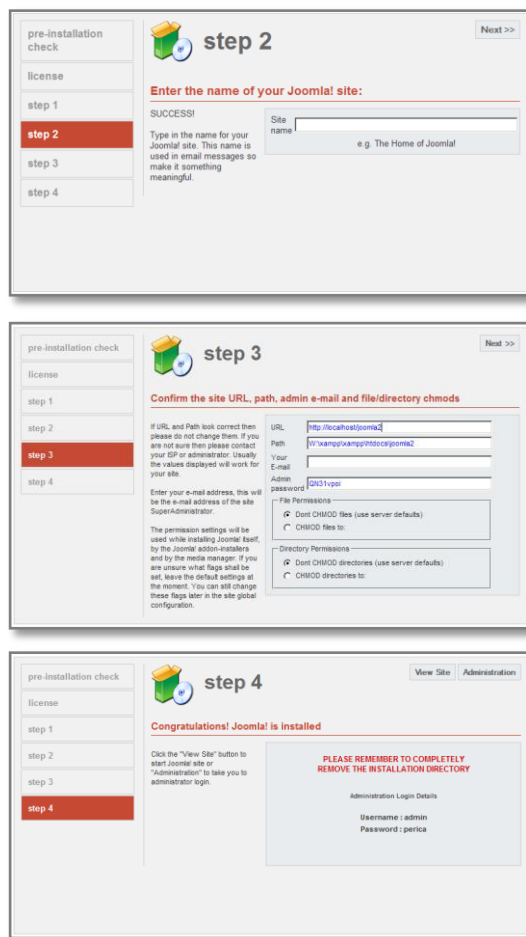 pre-installation
check
license
step 1
step 2
step 3
step 4
step 2
Next >>
Enter the name of your Joomla! site:
SUCCESS!
Type in the name for your
Joomla! site. This name is
used in email messages so
make it something
meaningful.
Site
name
e.g. The Home of Joomla!
pre-installation check
license
step 1
step 2
step 3
step 4
step 3
Next >>
Confirm the site URL, path, admin e-mail and file/directory chmods
If URL and Path look correct then
please do not change them. If you
are not sure then please contact
your ISP or administrator. Usually
the values displayed will work for
your site.
Enter your e-mail address, this will
be the e-mail address of the site
SuperAdministrator.
The permission settings will be
used while installing Joomla! itself,
by the Joomla! addon-installers
and by the media manager. If you
are unsure what flags shall be
set, leave the default settings at
the moment. You can still change
these flags later in the site global
configuration.
URL http://localhost/joomla2
Path W:\xampp\xampp\htdocs\joomla2
Your
E-mail
Admin
password QN31vpsi
File Permissions
Dont CHMOD files (use server defaults)
CHMOD files to:
Directory Permissions
Dont CHMOD directories (use server defaults)
CHMOD directories to:
pre-installation check
license
step 1
step 2
step 3
step 4
step 4
View Site Administration
Congratulations! Joomla! is installed
Click the "View Site" button to
start Joomla! site or
"Administration" to take you to
administrator login.
PLEASE REMEMBER TO COMPLETELY
REMOVE THE INSTALLATION DIRECTORY
Administration Login Details
Username : admin
Password : perica